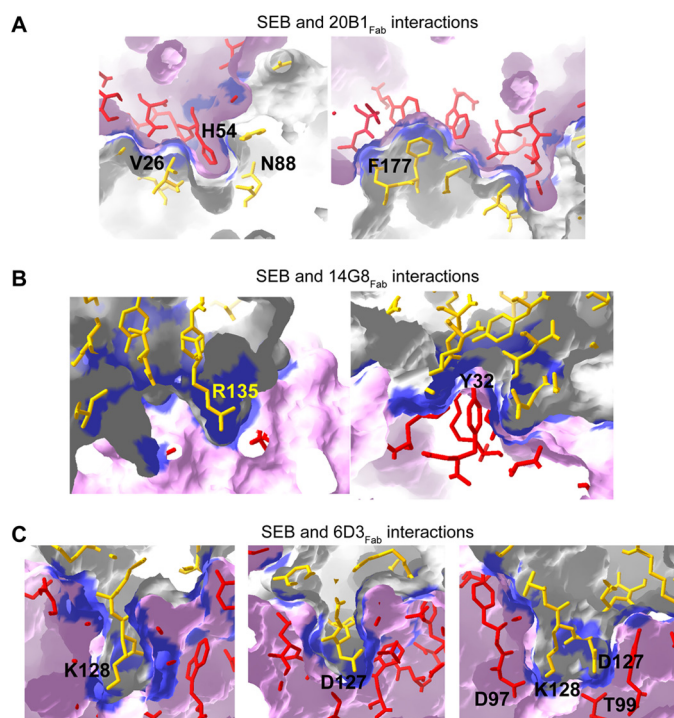 A
SEB and 20B1Fab interactions
H54
V26
N88
F177
B
SEB and 14G8Fab interactions
R135
Y32
C
SEB and 6D3Fab interactions
K128
D127
D97
K128
D127
T99